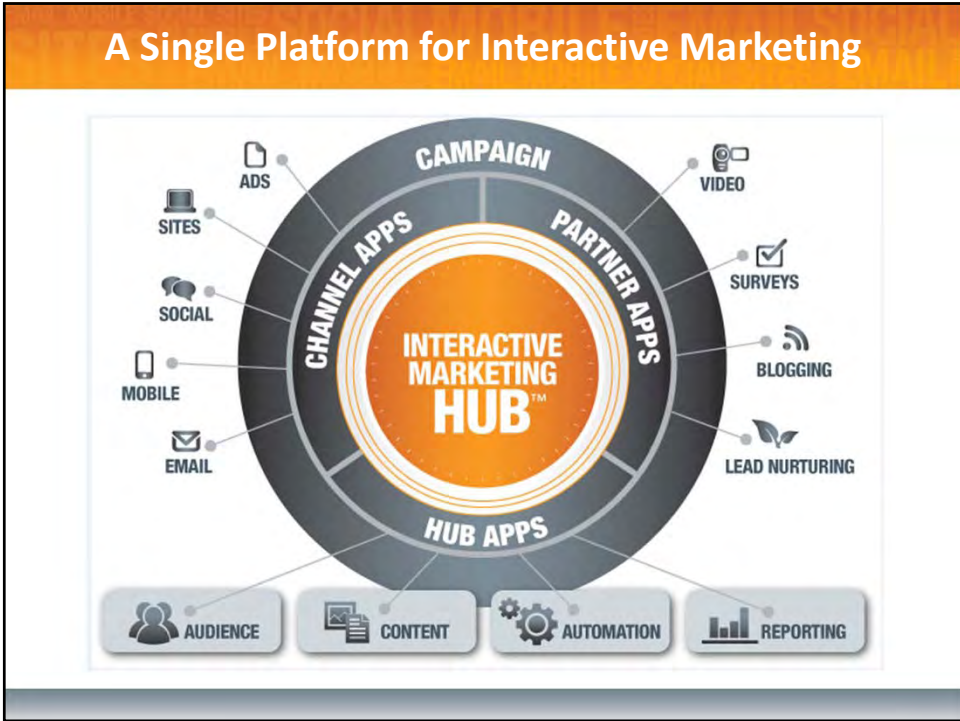 A Single Platform for Interactive Marketing
CAMPAIGN
CHANNEL APPS
PARTNER APPS
ADS
SITES
SOCIAL
MOBILE
EMAIL
VIDEO
SURVEYS
BLOGGING
LEAD NURTURING
INTERACTIVE
MARKETING
HUB™
HUB APPS
AUDIENCE
CONTENT
AUTOMATION
REPORTING